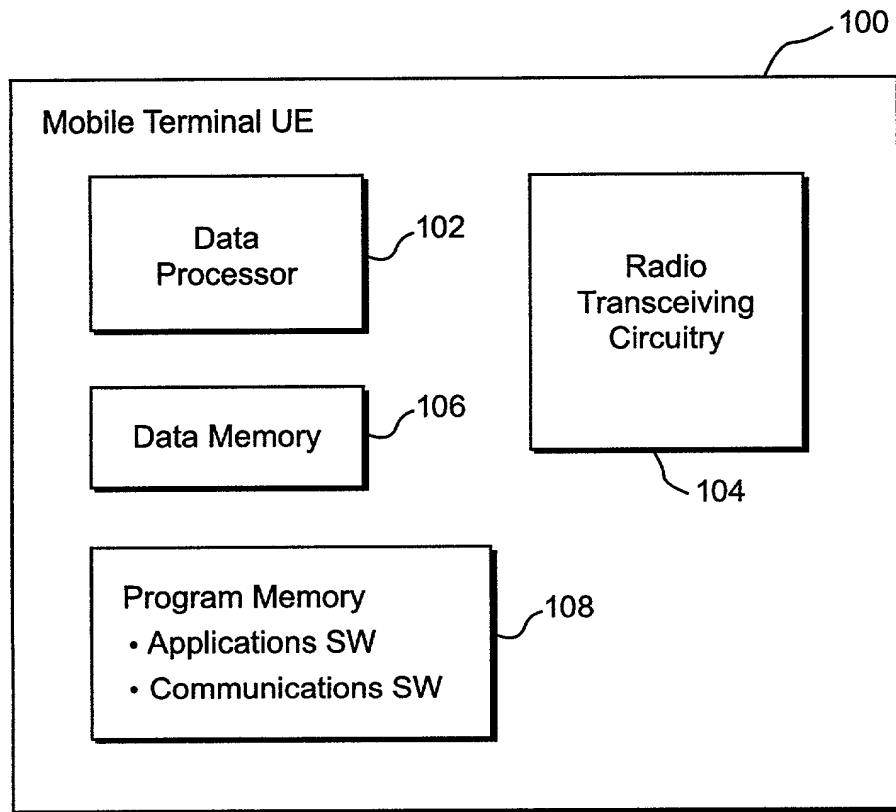 100
Mobile Terminal UE
Data
Processor
102
Radio
Transceiving
Circuitry
104
Data Memory
106
Program Memory
• Applications SW
• Communications SW
108